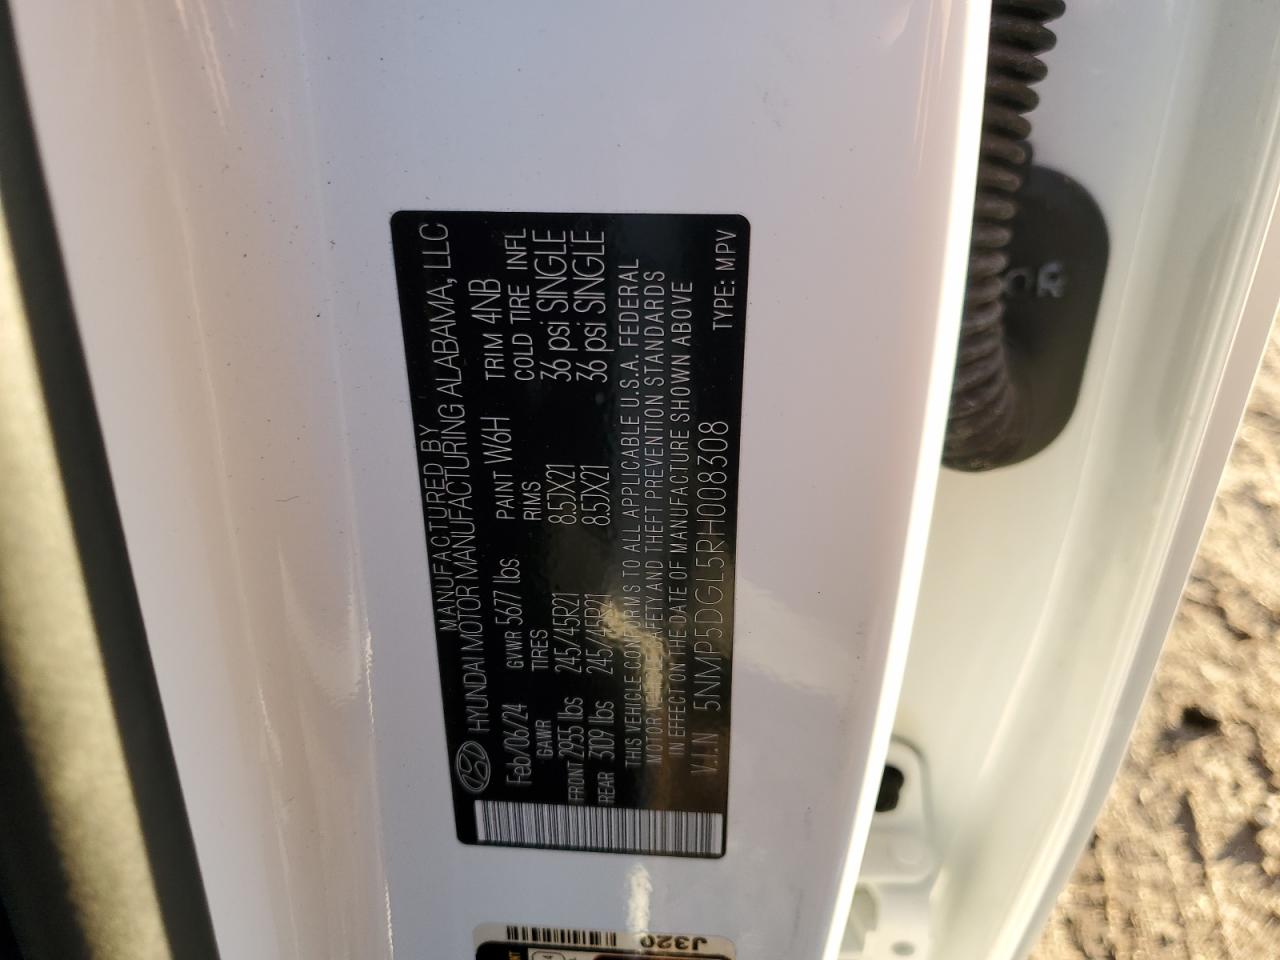 MANUFACTURED BY
HYUNDAI MOTOR MANUFACTURING ALABAMA, LLC
Feb/06/24 GVWR 5677 lbs PAINT W6H TRIM 4NB
GAWR TIRES RIMS COLD TIRE INFL
FRONT 2955 lbs 245/45R21 8.5JX21 36 psi SINGLE
REAR 3109 lbs 245/45R21 8.5JX21 36 psi SINGLE
THIS VEHICLE CONFORMS TO ALL APPLICABLE U.S.A. FEDERAL
MOTOR VEHICLE SAFETY AND THEFT PREVENTION STANDARDS
IN EFFECT ON THE DATE OF MANUFACTURE SHOWN ABOVE
V.I.N 5NMP5DGL5RH008308 TYPE: MPV
J320